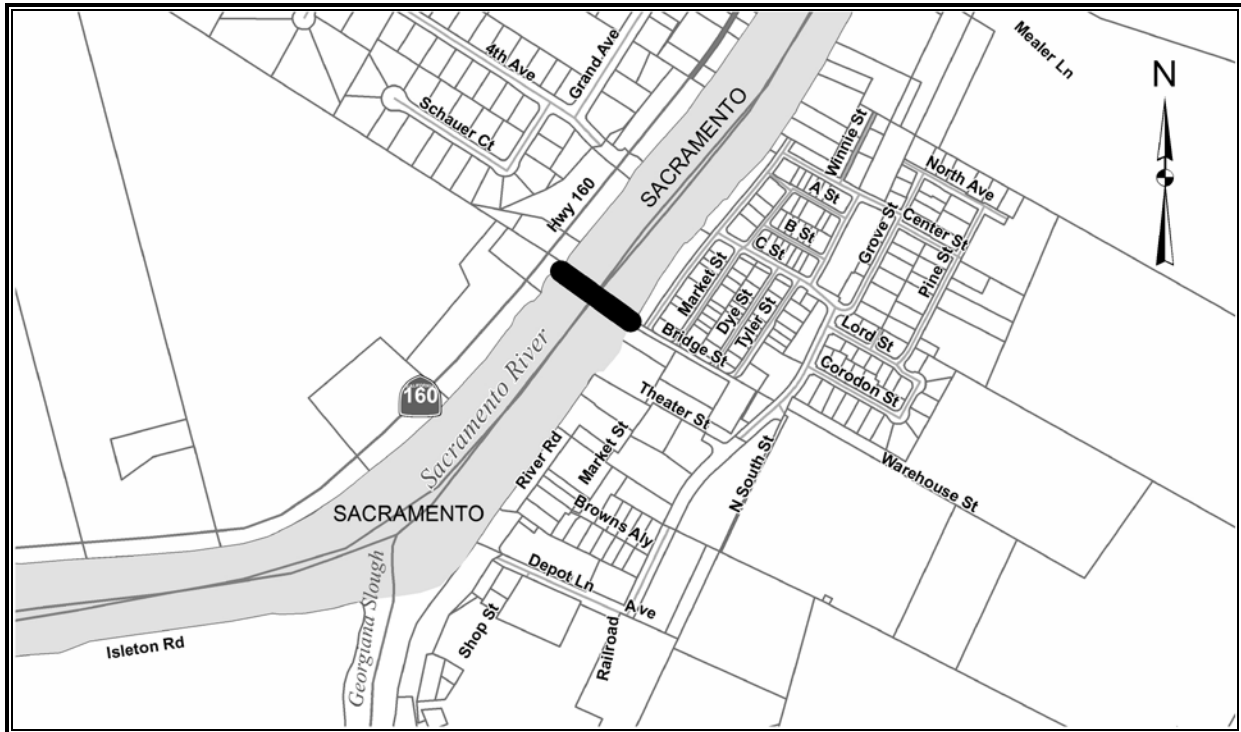 Mealer Ln
4th Ave
Grand Ave
N
Schauer Ct
SACRAMENTO
Winnie St
North Ave
A St
Hwy 160
Center St
B St
Grove St
C St
Pine St
Market St
Dye St
Tyler St
Lord St
Bridge St
Corodon St
160
Sacramento River
Theater St
River Rd
Market St
Warehouse St
N South St
SACRAMENTO
Browns Aly
Depot Ln
Georgiana Slough
Ave
Shop St
Railroad
Isleton Rd